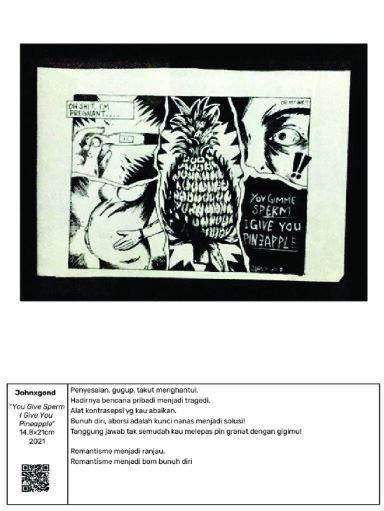 OH SHIT, I'M
PREGNANT....
OH MY GOD!!
!!
YOU GIMME
SPERM
I GIVE YOU
PINEAPPLE
Johnxgond
"You Give Sperm
I Give You
Pineapple"
14.8x21cm
2021
Penyesalan, gugup, takut menghantui.
Hadirnya bencana pribadi menjadi tragedi.
Alat kontrasepsi yg kau abaikan.
Bunuh diri, aborsi adalah kunci nanas menjadi solusi!
Tanggung jawab tak semudah kau melepas pin granat dengan gigimu!
Romantisme menjadi ranjau.
Romantisme menjadi bom bunuh diri